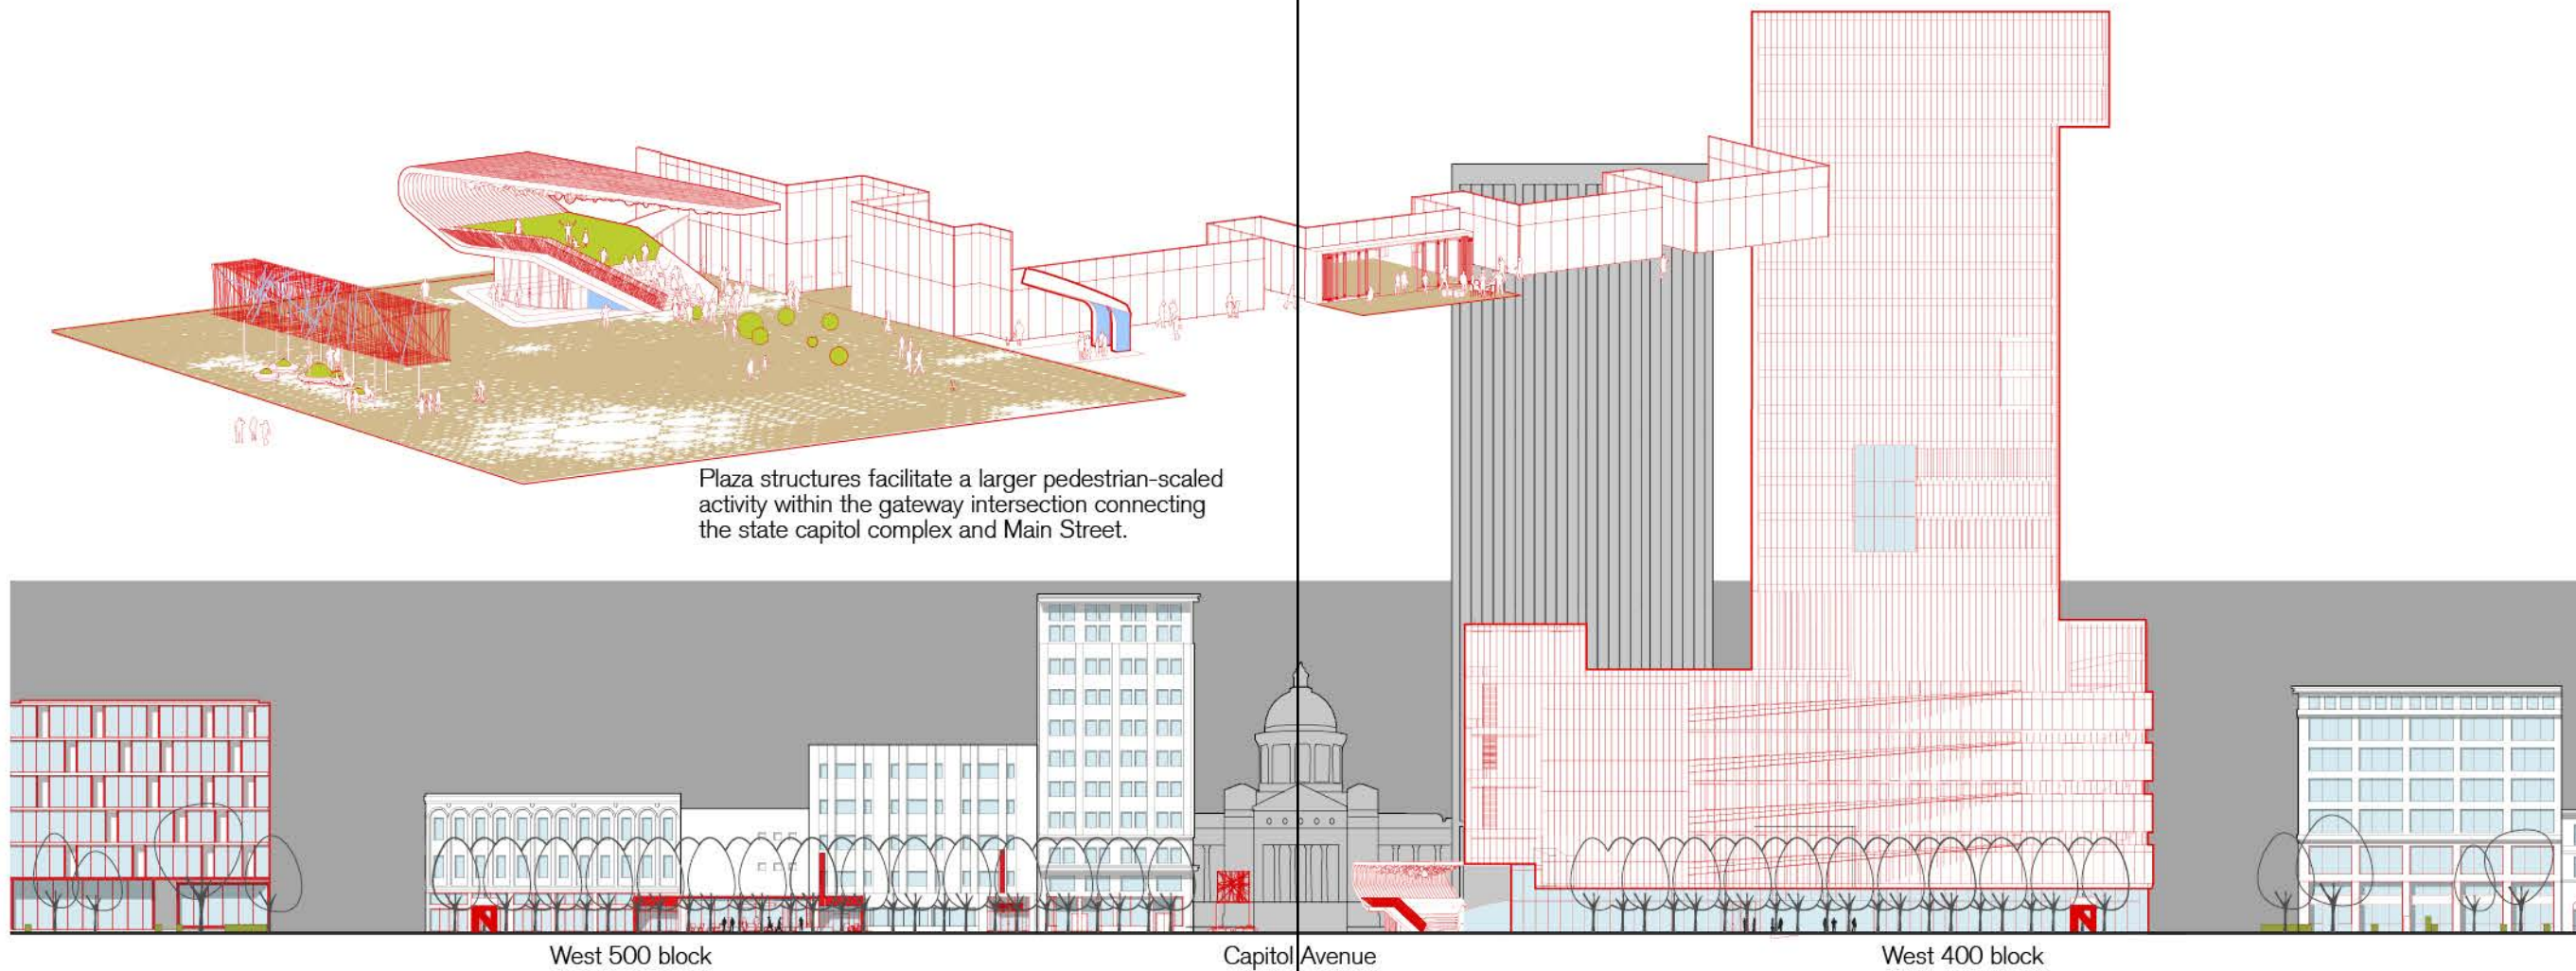 Plaza structures facilitate a larger pedestrian-scaled
activity within the gateway intersection connecting
the state capitol complex and Main Street.
West 500 block
Capitol Avenue
West 400 block